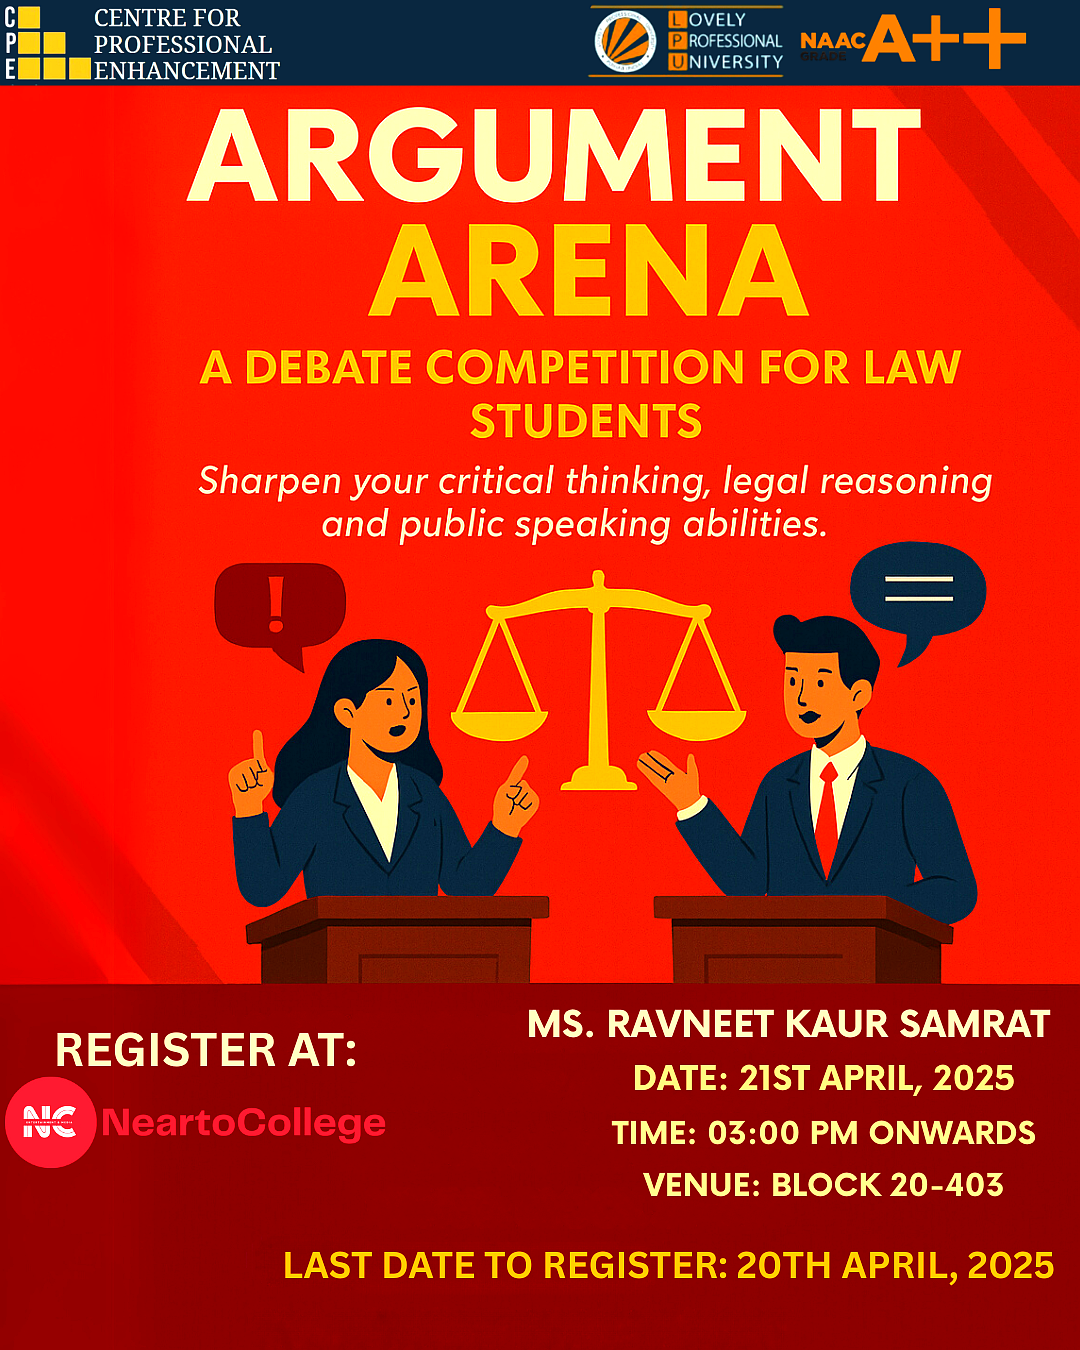 CPE
CENTRE FOR
PROFESSIONAL
ENHANCEMENT
LOVELY
PROFESSIONAL
UNIVERSITY
NAAC A++
GRADE
ARGUMENT
ARENA
A DEBATE COMPETITION FOR LAW
STUDENTS
Sharpen your critical thinking, legal reasoning
and public speaking abilities.
!
REGISTER AT:
NC
NeartoCollege
MS. RAVNEET KAUR SAMRAT
DATE: 21ST APRIL, 2025
TIME: 03:00 PM ONWARDS
VENUE: BLOCK 20-403
LAST DATE TO REGISTER: 20TH APRIL, 2025